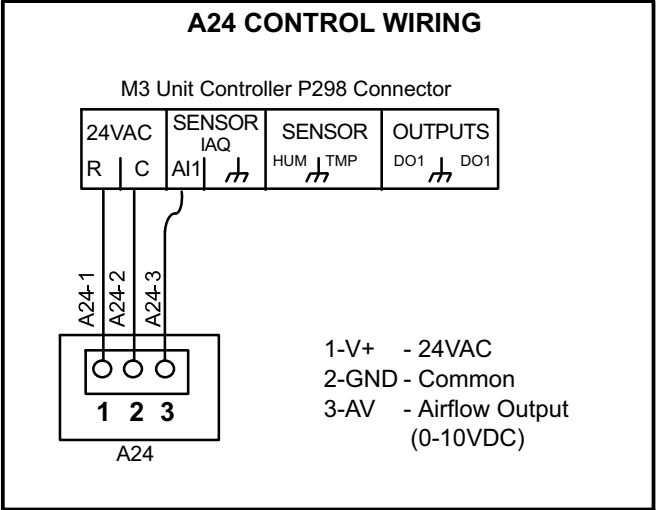 A24 CONTROL WIRING
M3 Unit Controller P298 Connector
24VAC SENSOR SENSOR OUTPUTS
IAQ
R C AI1 HUM TMP DO1 DO1
A24-1
A24-2
A24-3
1 2 3
A24
1-V+ - 24VAC
2-GND - Common
3-AV - Airflow Output
(0-10VDC)